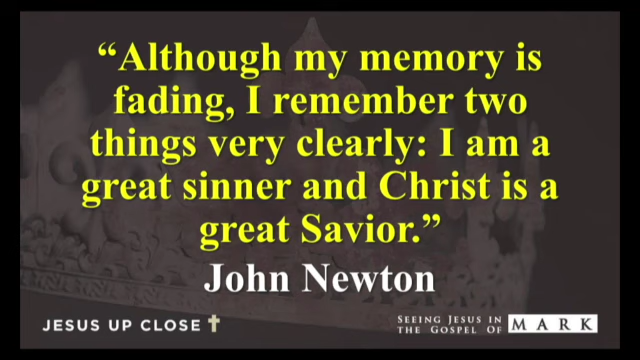 “Although my memory is
fading, I remember two
things very clearly: I am a
great sinner and Christ is a
great Savior.”
John Newton
JESUS UP CLOSE
SEEING JESUS IN
THE GOSPEL OF MARK